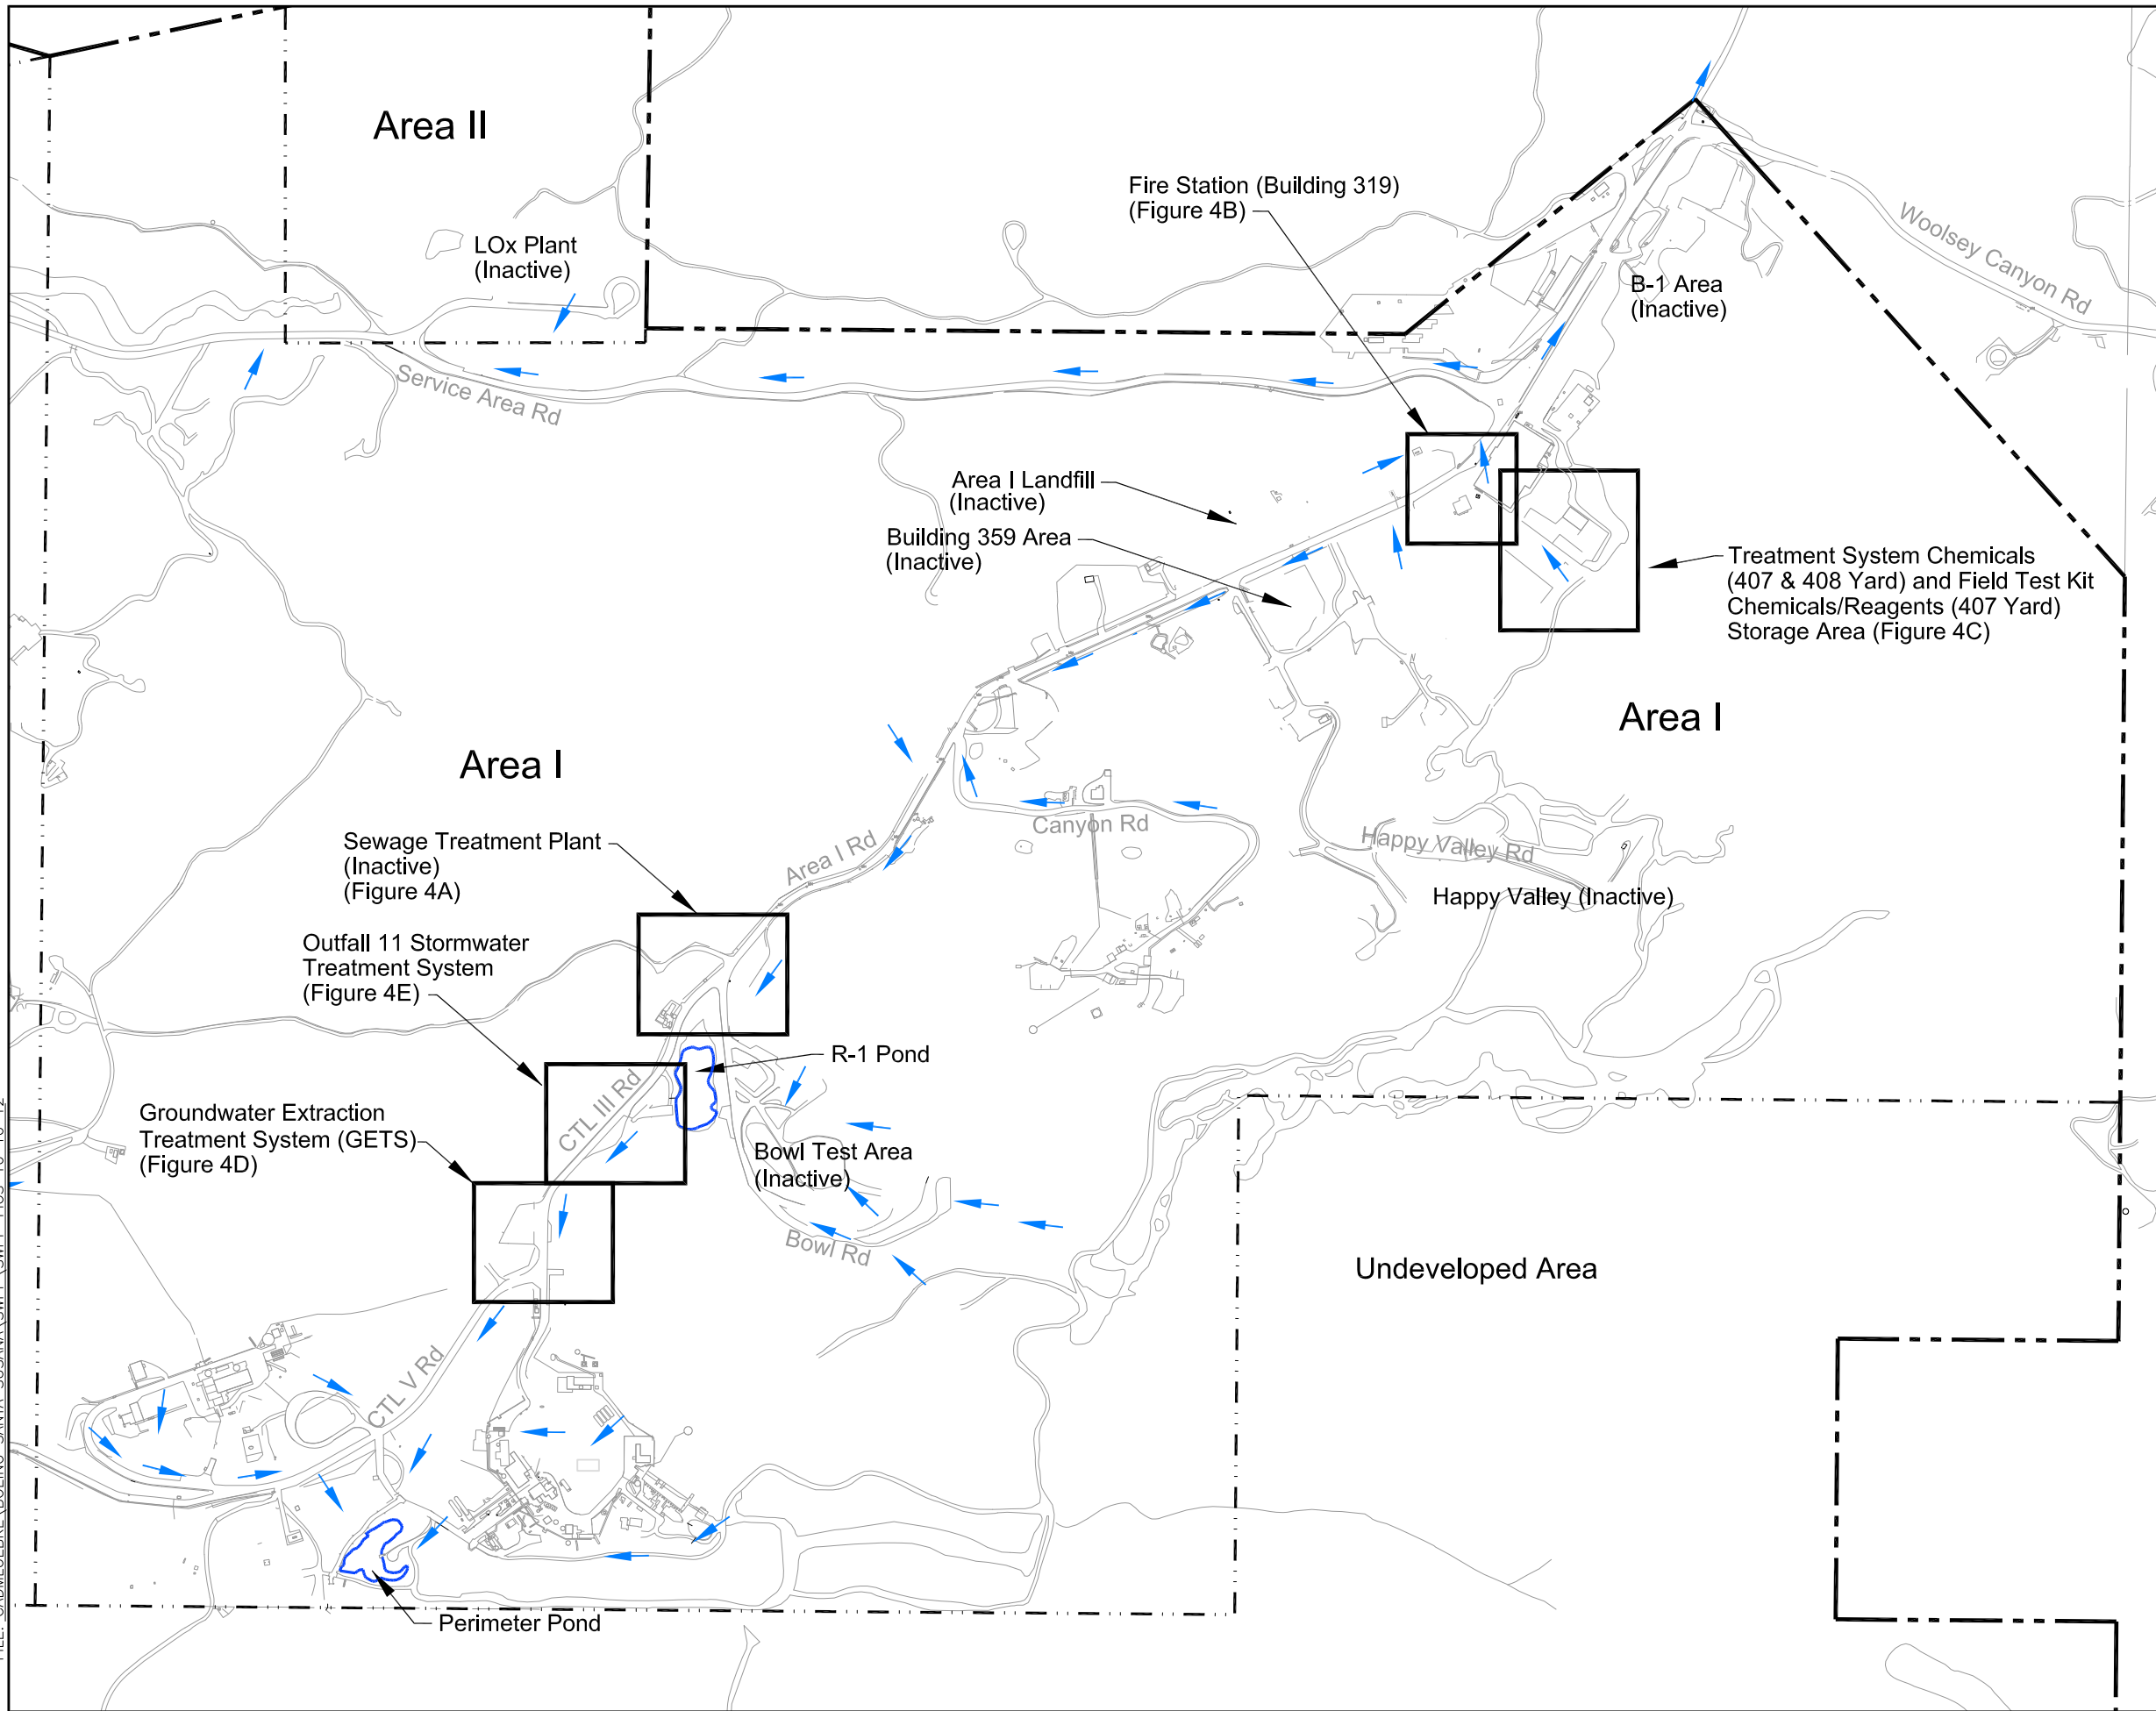 Area II
Fire Station (Building 319)
(Figure 4B)
Woolsey Canyon Rd
LOx Plant
(Inactive)
B-1 Area
(Inactive)
Service Area Rd
Area I Landfill
(Inactive)
Building 359 Area
(Inactive)
Treatment System Chemicals
(407 & 408 Yard) and Field Test Kit
Chemicals/Reagents (407 Yard)
Storage Area (Figure 4C)
Area I
Area I
Canyon Rd
Area I Rd
Happy Valley Rd
Happy Valley (Inactive)
Sewage Treatment Plant
(Inactive)
(Figure 4A)
Outfall 11 Stormwater
Treatment System
(Figure 4E)
R-1 Pond
CTL III Rd
Groundwater Extraction
Treatment System (GETS)
(Figure 4D)
Bowl Test Area
(Inactive)
Bowl Rd
Undeveloped Area
CTL V Rd
Perimeter Pond